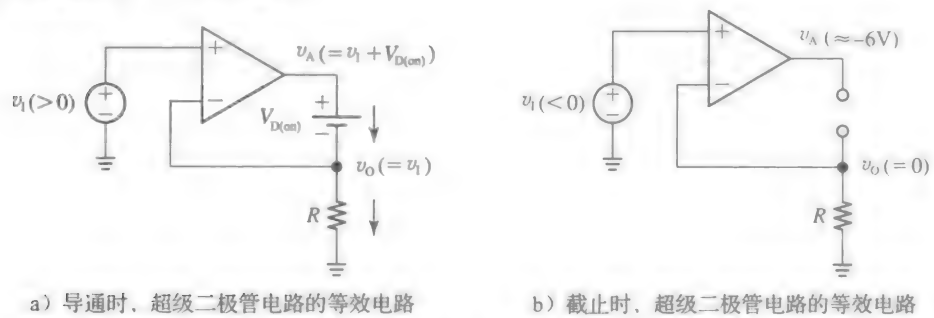 +
−
v_A(=v_I+V_D(on))
v_I(>0)
+
−
+
V_D(on)
−
v_O(=v_I)
R
a）导通时，超级二极管电路的等效电路
+
−
v_A(≈-6V)
v_I(<0)
+
−
v_O(=0)
R
b）截止时，超级二极管电路的等效电路